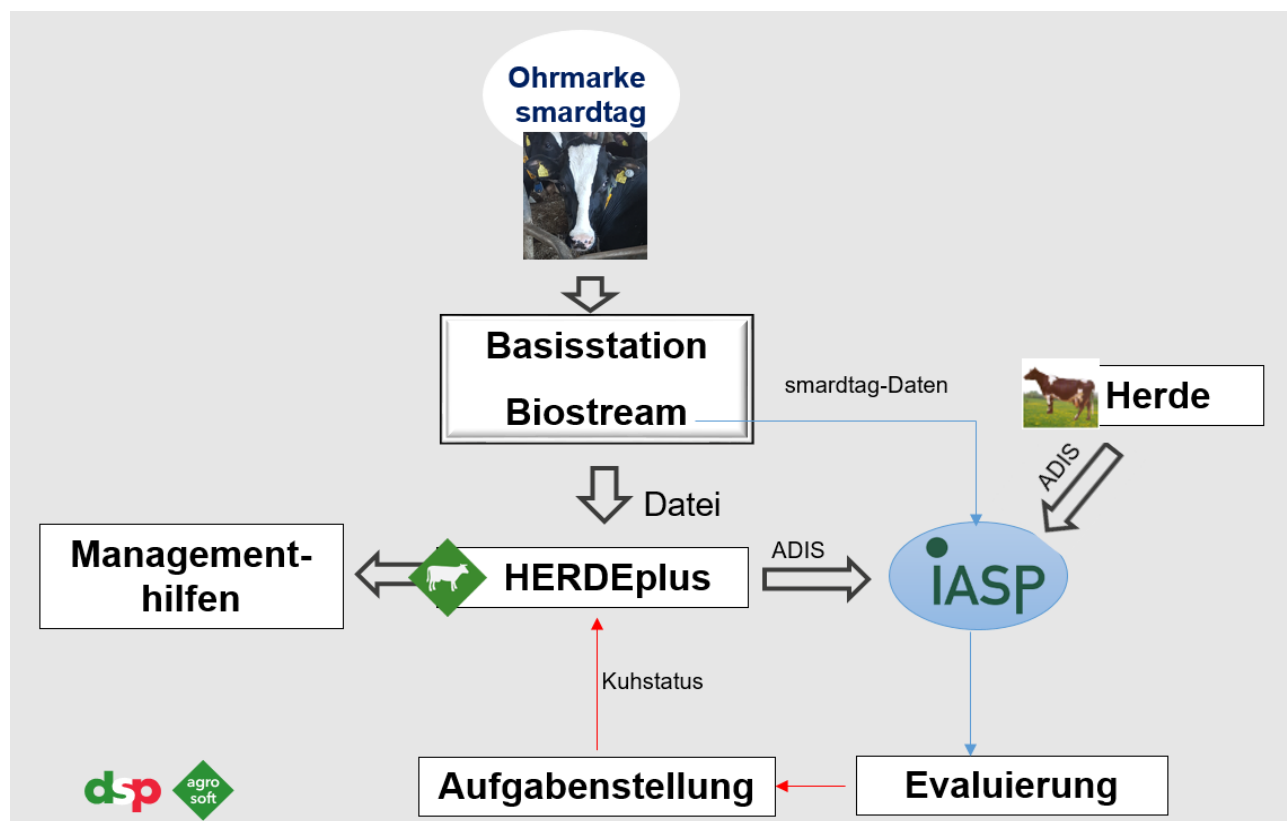 Ohrmarke
smardtag
Basisstation
Biostream
smardtag-Daten
Herde
ADIS
Datei
Management-
hilfen
HERDEplus
ADIS
iASP
Kuhstatus
Aufgabenstellung
Evaluierung
dsp
agro
soft